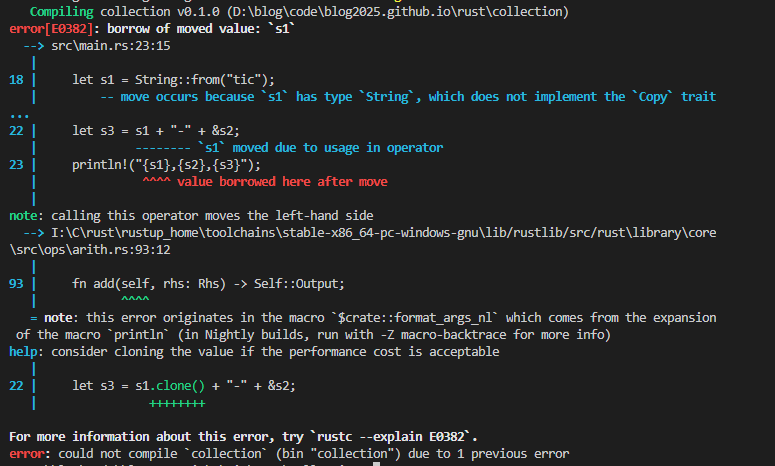 Compiling collection v0.1.0 (D:\blog\code\blog2025.github.io\rust\collection)
error[E0382]: borrow of moved value: `s1`
  --> src\main.rs:23:15
   |
18 |     let s1 = String::from("tic");
   |         -- move occurs because `s1` has type `String`, which does not implement the `Copy` trait
...
22 |     let s3 = s1 + "-" + &s2;
   |              -------- `s1` moved due to usage in operator
23 |     println!("{s1},{s2},{s3}");
   |               ^^^^ value borrowed here after move
   |
note: calling this operator moves the left-hand side
  --> I:\C\rust\rustup_home\toolchains\stable-x86_64-pc-windows-gnu\lib/rustlib/src/rust\library\core
\src\ops\arith.rs:93:12
   |
93 |     fn add(self, rhs: Rhs) -> Self::Output;
   |            ^^^^
   = note: this error originates in the macro `$crate::format_args_nl` which comes from the expansion
 of the macro `println` (in Nightly builds, run with -Z macro-backtrace for more info)
help: consider cloning the value if the performance cost is acceptable
   |
22 |     let s3 = s1.clone() + "-" + &s2;
   |                ++++++++

For more information about this error, try `rustc --explain E0382`.
error: could not compile `collection` (bin "collection") due to 1 previous error